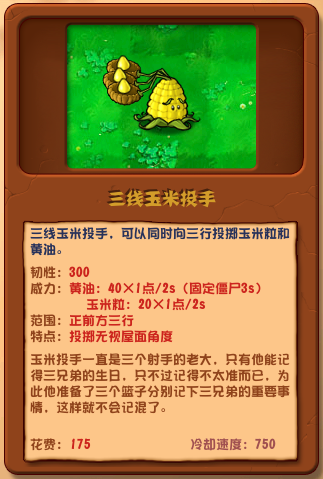 三线玉米投手
三线玉米投手，可以同时向三行投掷玉米粒和
黄油。
韧性：300
威力：黄油：40×1点/2s（固定僵尸3s）
玉米粒：20×1点/2s
范围：正前方三行
特点：投掷无视屋面角度
玉米投手一直是三个射手的老大，只有他能记
得三兄弟的生日，只不过记得不太准而已，为
此他准备了三个篮子分别记下三兄弟的重要事
情，这样就不会记混了。
花费：175 冷却速度：750